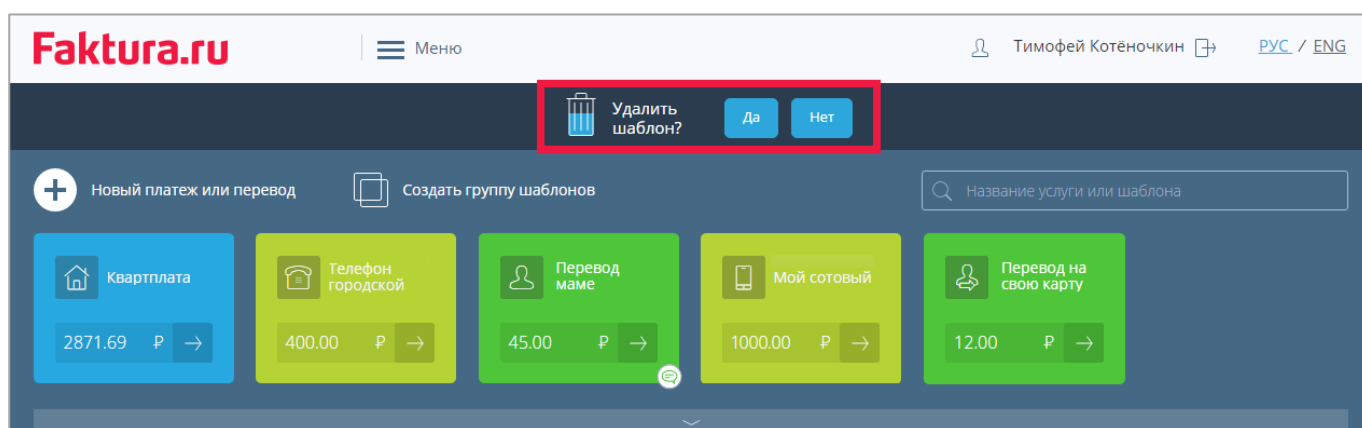 Faktura.ru
Меню
Тимофей Котёночкин
РУС / ENG
Удалить
шаблон?
Да
Нет
Новый платеж или перевод
Создать группу шаблонов
Название услуги или шаблона
Квартплата
2871.69 ₽ →
Телефон
городской
400.00 ₽ →
Перевод
маме
45.00 ₽ →
Мой сотовый
1000.00 ₽ →
Перевод на
свою карту
12.00 ₽ →